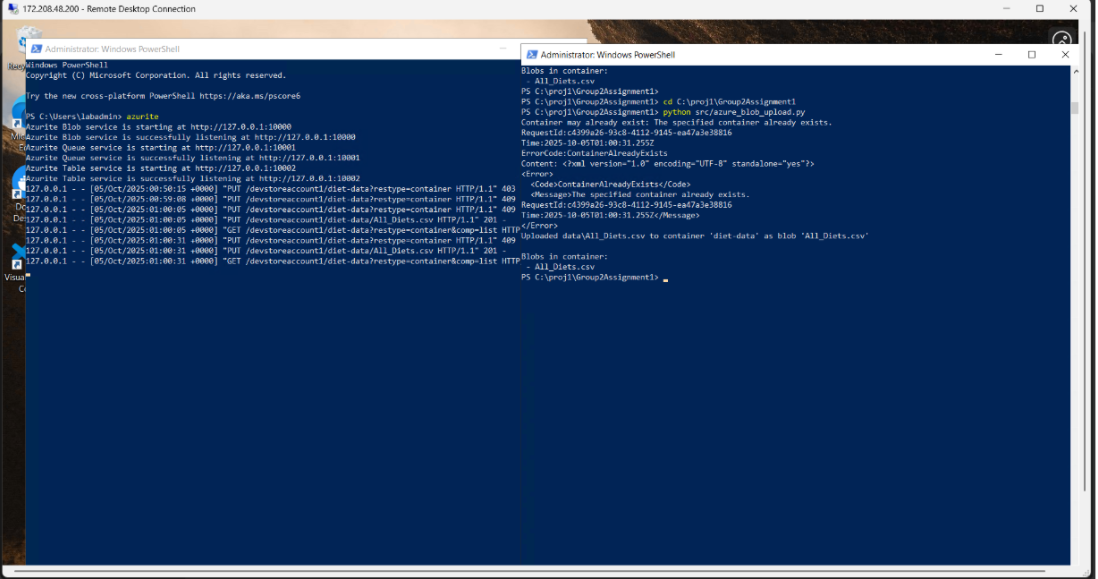 172.208.48.200 - Remote Desktop Connection
Administrator: Windows PowerShell
Windows PowerShell
Copyright (C) Microsoft Corporation. All rights reserved.
Try the new cross-platform PowerShell https://aka.ms/pscore6
PS C:\Users\labadmin> azurite
Azurite Blob service is starting at http://127.0.0.1:10000
Azurite Blob service is successfully listening at http://127.0.0.1:10000
Azurite Queue service is starting at http://127.0.0.1:10001
Azurite Queue service is successfully listening at http://127.0.0.1:10001
Azurite Table service is starting at http://127.0.0.1:10002
Azurite Table service is successfully listening at http://127.0.0.1:10002
127.0.0.1 - - [05/Oct/2025:00:50:15 +0000] "PUT /devstoreaccount1/diet-data?restype=container HTTP/1.1" 403
127.0.0.1 - - [05/Oct/2025:00:59:08 +0000] "PUT /devstoreaccount1/diet-data?restype=container HTTP/1.1" 409
127.0.0.1 - - [05/Oct/2025:01:00:05 +0000] "PUT /devstoreaccount1/diet-data?restype=container HTTP/1.1" 409
127.0.0.1 - - [05/Oct/2025:01:00:05 +0000] "PUT /devstoreaccount1/diet-data/All_Diets.csv HTTP/1.1" 201 -
127.0.0.1 - - [05/Oct/2025:01:00:05 +0000] "GET /devstoreaccount1/diet-data?restype=container&comp=list HTTP
127.0.0.1 - - [05/Oct/2025:01:00:31 +0000] "PUT /devstoreaccount1/diet-data?restype=container HTTP/1.1" 409
127.0.0.1 - - [05/Oct/2025:01:00:31 +0000] "PUT /devstoreaccount1/diet-data/All_Diets.csv HTTP/1.1" 201 -
127.0.0.1 - - [05/Oct/2025:01:00:31 +0000] "GET /devstoreaccount1/diet-data?restype=container&comp=list HTTP
Visua
Administrator: Windows PowerShell
Blobs in container:
- All_Diets.csv
PS C:\proj1\Group2Assignment1>
PS C:\proj1\Group2Assignment1> cd C:\proj1\Group2Assignment1
PS C:\proj1\Group2Assignment1> python src/azure_blob_upload.py
Container may already exist: The specified container already exists.
RequestId:c4399a26-93c8-4112-9145-ea47a3e38816
Time:2025-10-05T01:00:31.255Z
ErrorCode:ContainerAlreadyExists
Content: <?xml version="1.0" encoding="UTF-8" standalone="yes"?>
<Error>
<Code>ContainerAlreadyExists</Code>
<Message>The specified container already exists.
RequestId:c4399a26-93c8-4112-9145-ea47a3e38816
Time:2025-10-05T01:00:31.255Z</Message>
</Error>
Uploaded data\All_Diets.csv to container 'diet-data' as blob 'All_Diets.csv'
Blobs in container:
- All_Diets.csv
PS C:\proj1\Group2Assignment1>